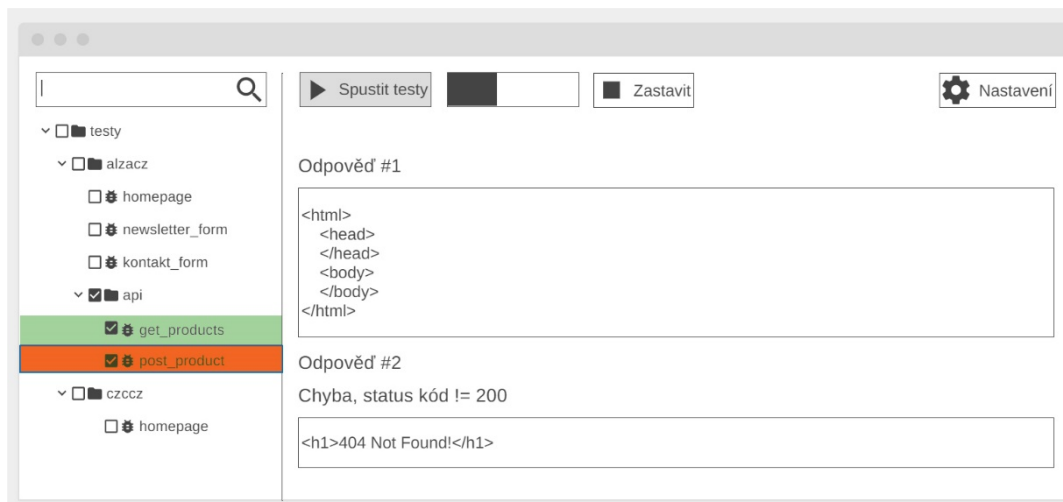 Spustit testy
Zastavit
Nastavení
testy
alzacz
homepage
newsletter_form
kontakt_form
api
get_products
post_product
czccz
homepage
Odpověď #1
<html>
<head>
</head>
<body>
</body>
</html>
Odpověď #2
Chyba, status kód != 200
<h1>404 Not Found!</h1>